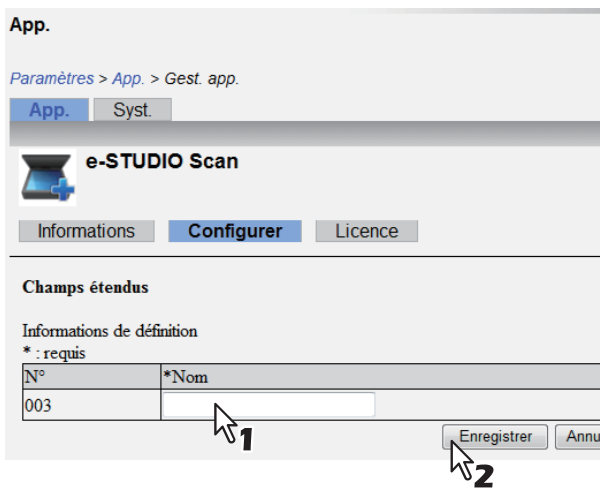 App.
Paramètres > App. > Gest. app.
App. Syst.
e-STUDIO Scan
Informations Configurer Licence
Champs étendus
Informations de définition
* : requis
N° *Nom
003
1
Enregistrer Annu
2